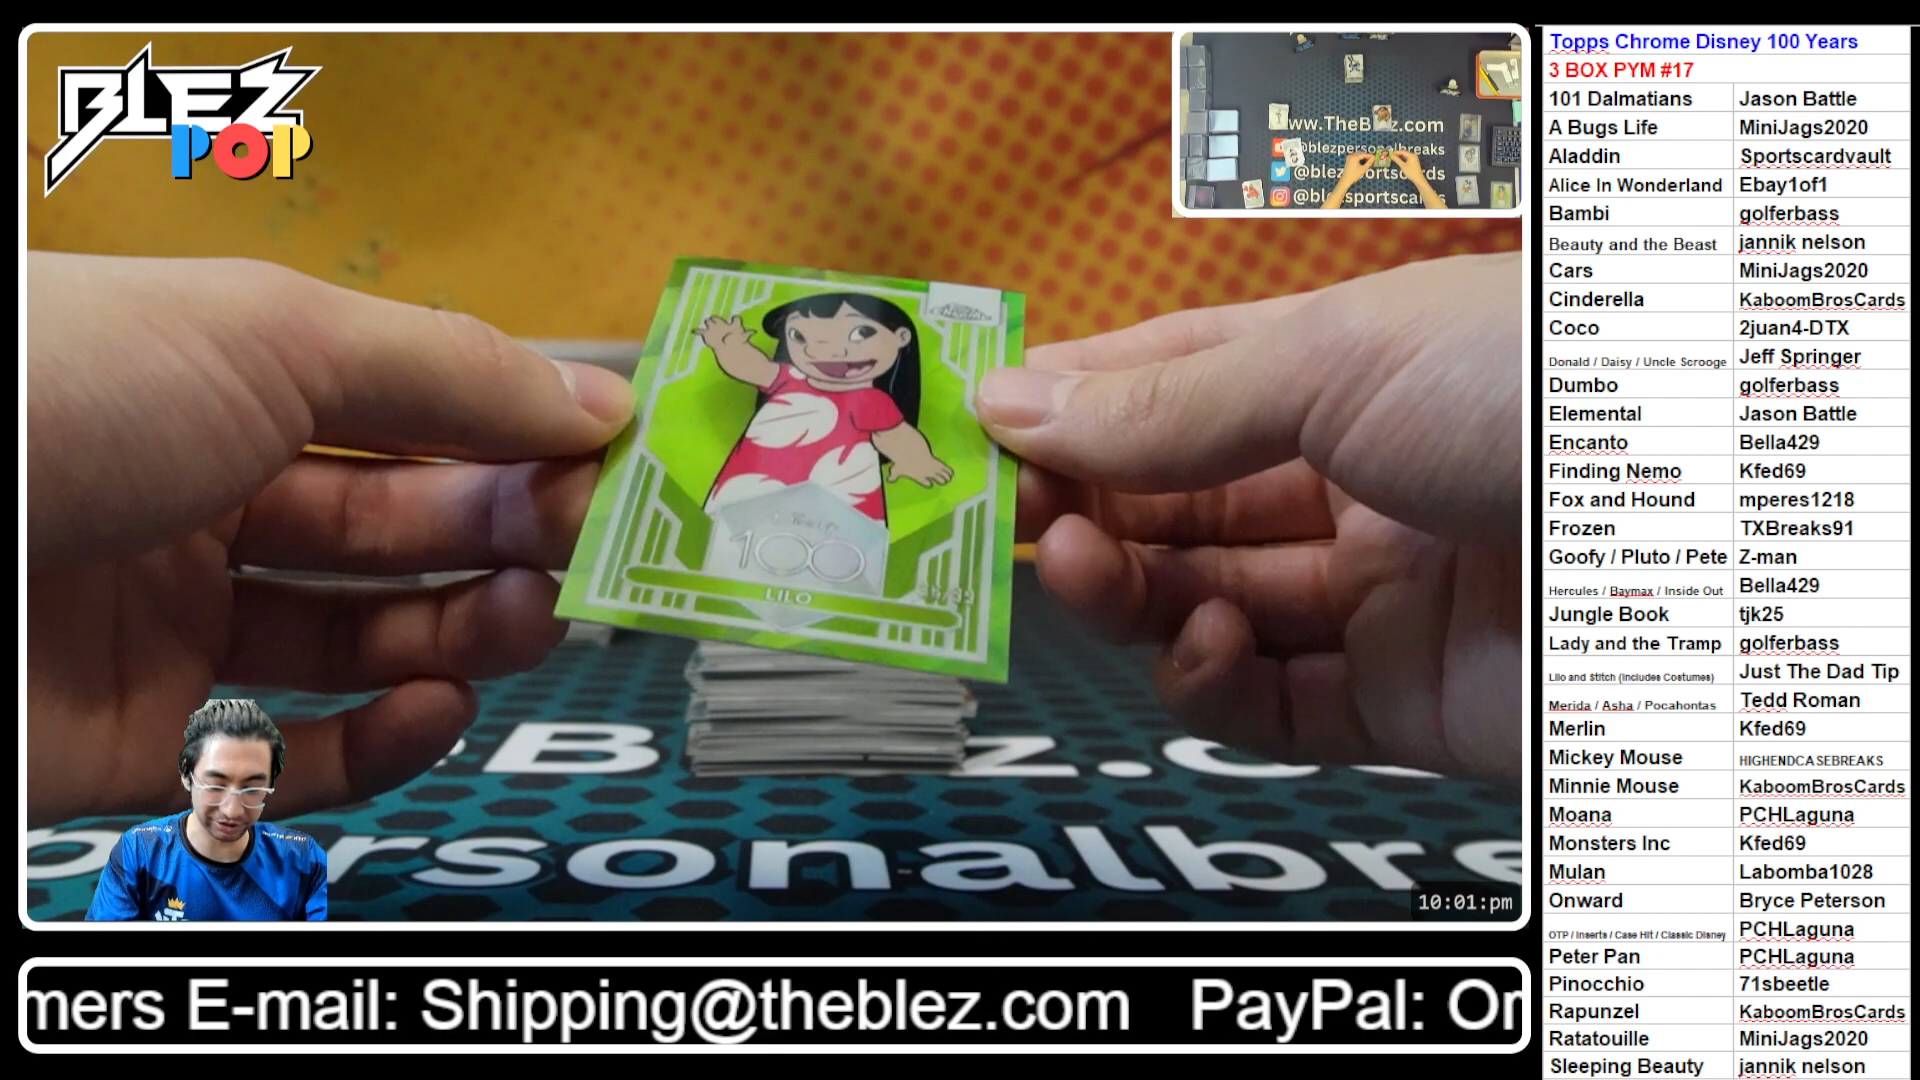 BLEZ
POP
www.TheBlez.com
@blezpersonalbreaks
@blezsportscards
@blezsportscards
100
LILO
10:01:pm
mers E-mail: Shipping@theblez.com PayPal: Or
Topps Chrome Disney 100 Years
3 BOX PYM #17
101 Dalmatians Jason Battle
A Bugs Life MiniJags2020
Aladdin Sportscardvault
Alice In Wonderland Ebay1of1
Bambi golferbass
Beauty and the Beast jannik nelson
Cars MiniJags2020
Cinderella KaboomBrosCards
Coco 2juan4-DTX
Donald / Daisy / Uncle Scrooge Jeff Springer
Dumbo golferbass
Elemental Jason Battle
Encanto Bella429
Finding Nemo Kfed69
Fox and Hound mperes1218
Frozen TXBreaks91
Goofy / Pluto / Pete Z-man
Hercules / Baymax / Inside Out Bella429
Jungle Book tjk25
Lady and the Tramp golferbass
Lilo and Stitch (Includes Costumes) Just The Dad Tip
Merida / Asha / Pocahontas Tedd Roman
Merlin Kfed69
Mickey Mouse HIGHENDCASEBREAKS
Minnie Mouse KaboomBrosCards
Moana PCHLaguna
Monsters Inc Kfed69
Mulan Labomba1028
Onward Bryce Peterson
OTP / Inserts / Case Hit / Classic Disney PCHLaguna
Peter Pan PCHLaguna
Pinocchio 71sbeetle
Rapunzel KaboomBrosCards
Ratatouille MiniJags2020
Sleeping Beauty jannik nelson